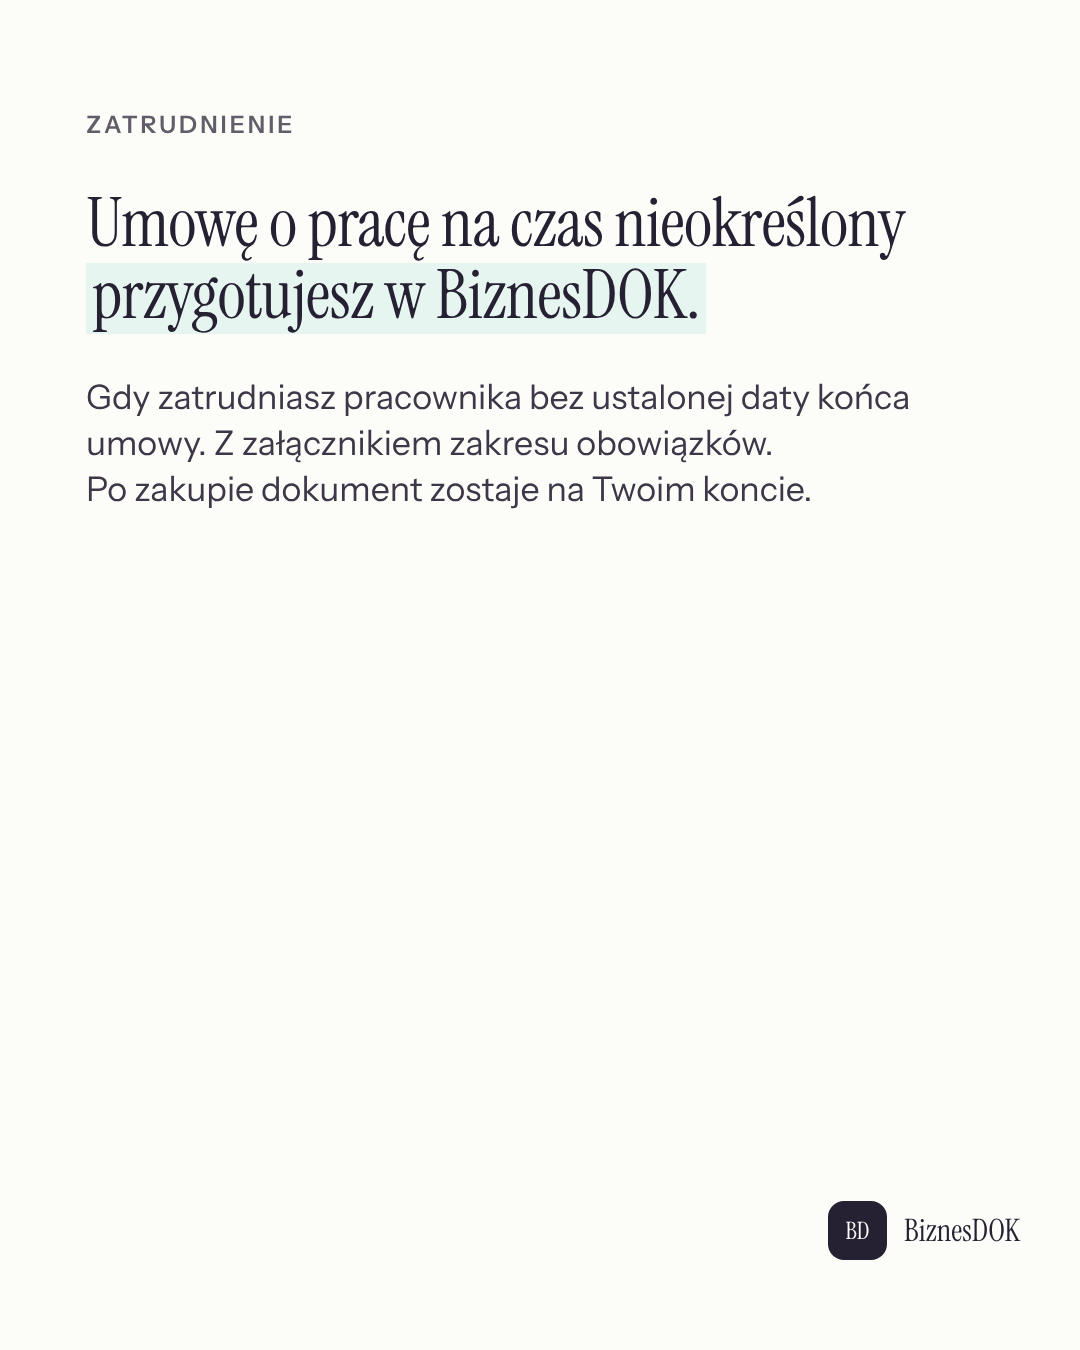 ZATRUDNIENIE
Umowę o pracę na czas nieokreślony
przygotujesz w BiznesDOK.
Gdy zatrudniasz pracownika bez ustalonej daty końca
umowy. Z załącznikiem zakresu obowiązków.
Po zakupie dokument zostaje na Twoim koncie.
BD BiznesDOK